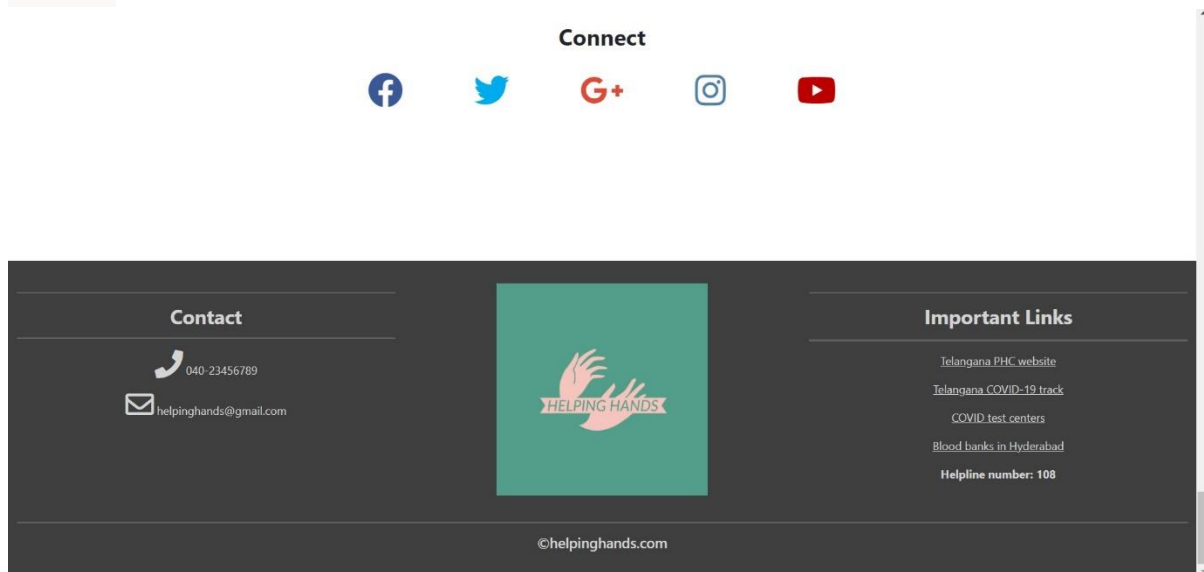 Connect
Contact
040-23456789
helpinghands@gmail.com
HELPING HANDS
Important Links
Telangana PHC website
Telangana COVID-19 track
COVID test centers
Blood banks in Hyderabad
Helpline number: 108
©helpinghands.com